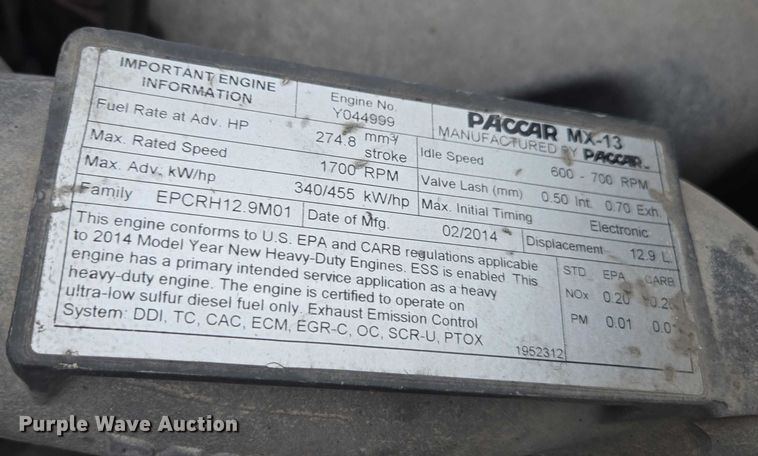 IMPORTANT ENGINE
INFORMATION
Engine No.
Y044999
PACCAR MX-13
MANUFACTURED BY PACCAR
Fuel Rate at Adv. HP 274.8 mm³/
stroke
Idle Speed 600 - 700 RPM
Max. Rated Speed 1700 RPM
Valve Lash (mm) 0.50 Int. 0.70 Exh.
Max. Adv. kW/hp 340/455 kW/hp
Max. Initial Timing Electronic
Family EPCRH12.9M01 Date of Mfg. 02/2014 Displacement 12.9 L
This engine conforms to U.S. EPA and CARB regulations applicable
to 2014 Model Year New Heavy-Duty Engines. ESS is enabled. This
engine has a primary intended service application as a heavy
heavy-duty engine. The engine is certified to operate on
ultra-low sulfur diesel fuel only. Exhaust Emission Control
System: DDI, TC, CAC, ECM, EGR-C, OC, SCR-U, PTOX
STD EPA CARB
NOx 0.20
PM 0.01
1952312
Purple Wave Auction